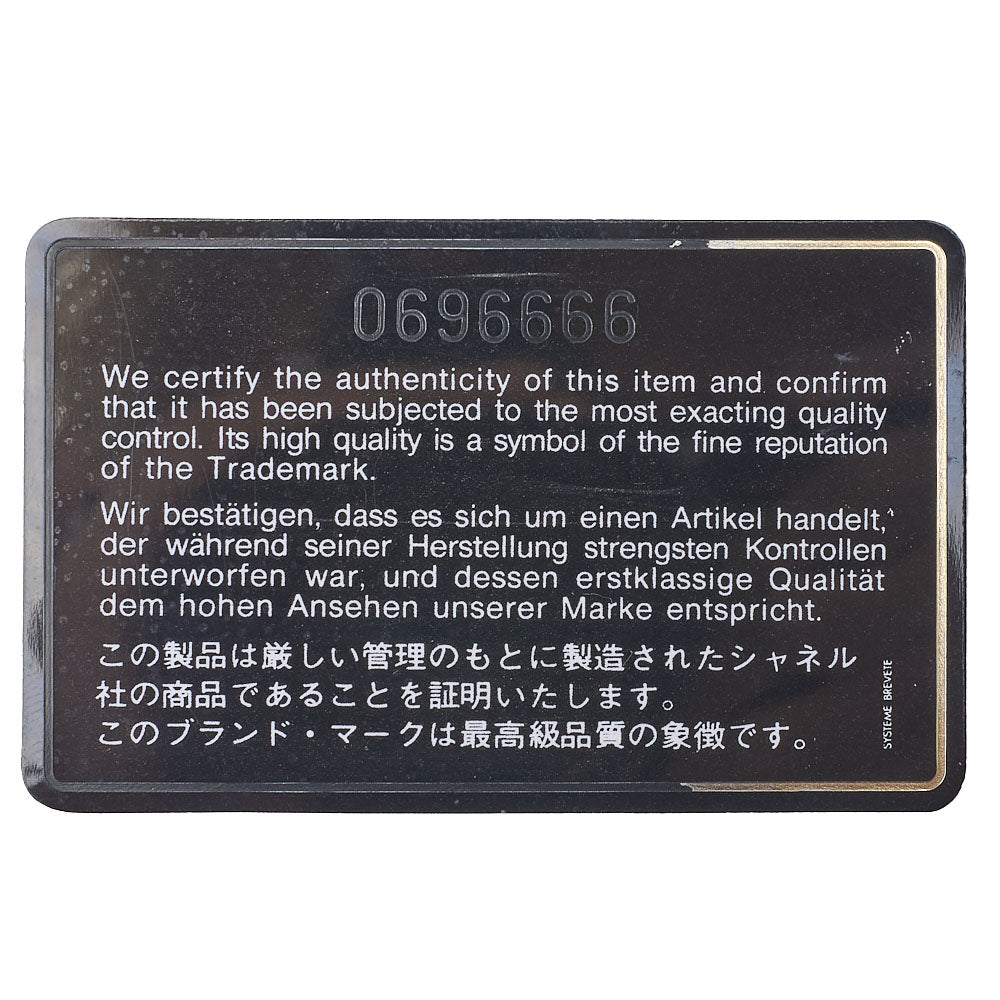 0696666
We certify the authenticity of this item and confirm
that it has been subjected to the most exacting quality
control. Its high quality is a symbol of the fine reputation
of the Trademark.
Wir bestätigen, dass es sich um einen Artikel handelt,
der während seiner Herstellung strengsten Kontrollen
unterworfen war, und dessen erstklassige Qualität
dem hohen Ansehen unserer Marke entspricht.
この製品は厳しい管理のもとに製造されたシャネル
社の商品であることを証明いたします。
このブランド・マークは最高級品質の象徴です。
SYSTEME BREVETE